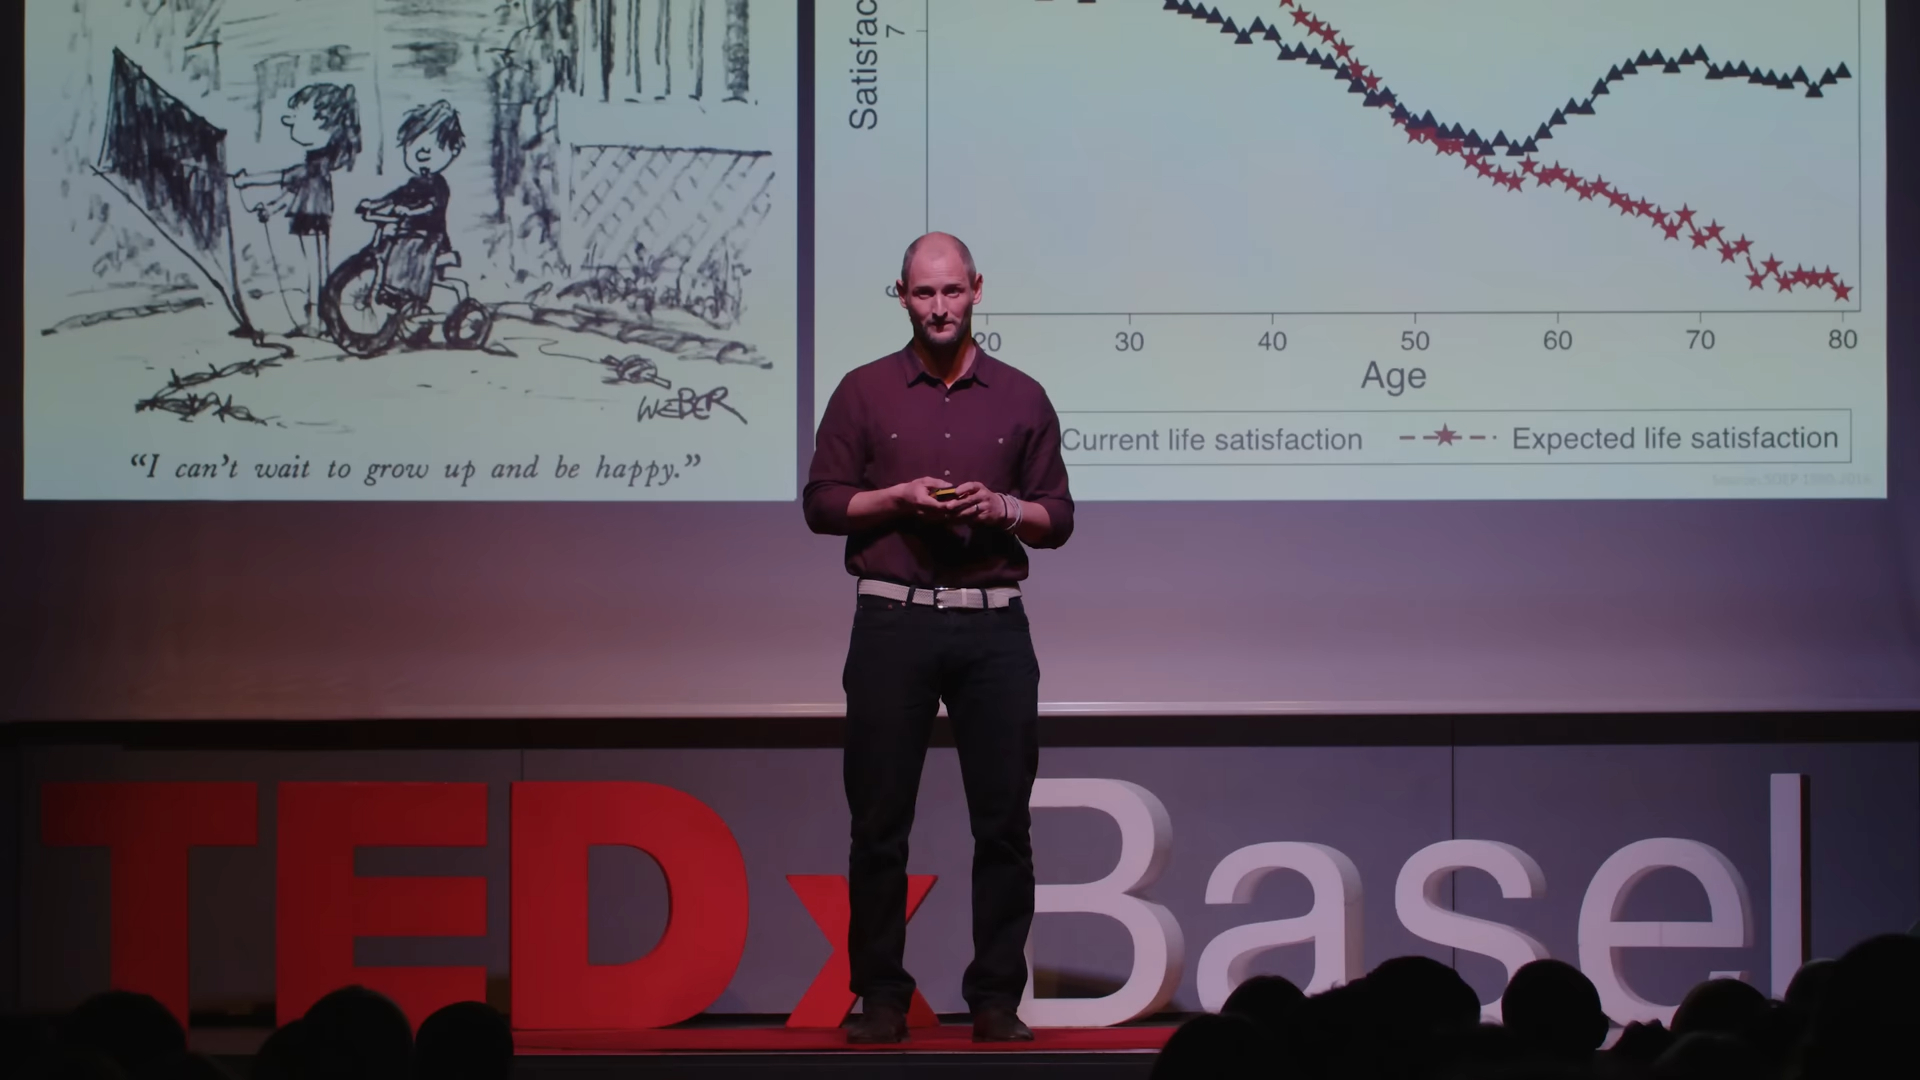 WEBER
“I can’t wait to grow up and be happy.”
Satisfac
7
6
20 30 40 50 60 70 80
Age
Current life satisfaction Expected life satisfaction
TEDxBasel